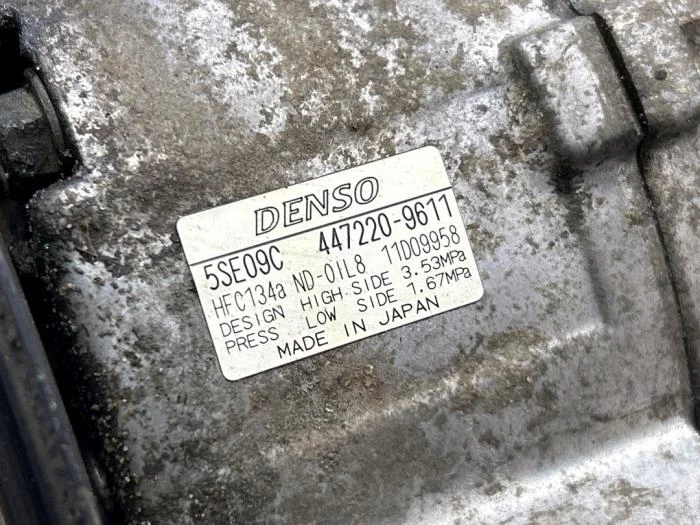 DENSO
5SE09C 447220-9611
HFC134a ND-OIL8 11D09958
DESIGN HIGH-SIDE 3.53MPa
PRESS LOW SIDE 1.67MPa
MADE IN JAPAN